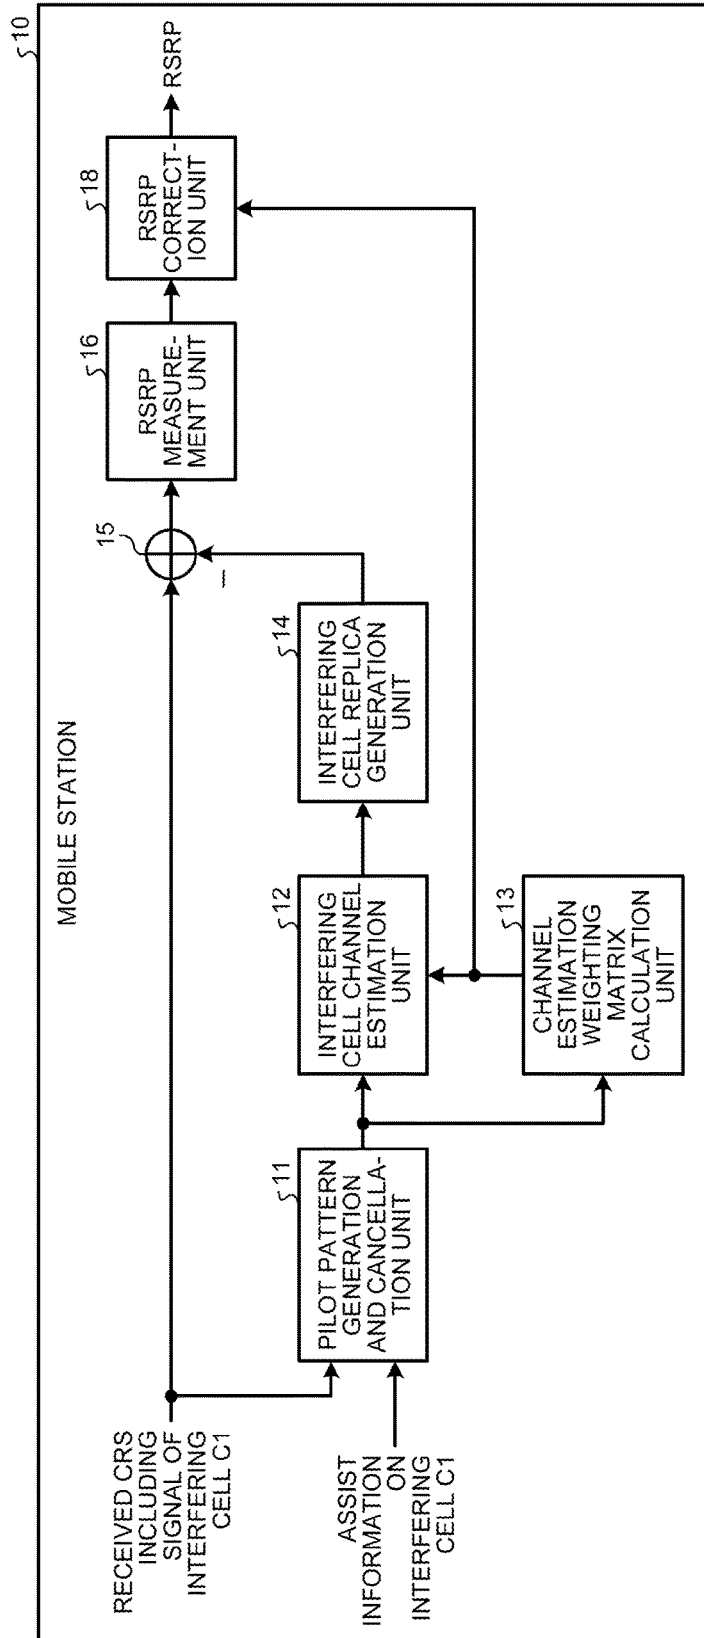 10
MOBILE STATION
RECEIVED CRS
INCLUDING
SIGNAL OF
INTERFERING
CELL C1
ASSIST
INFORMATION
ON
INTERFERING
CELL C1
11
PILOT PATTERN
GENERATION
AND CANCELLA-
TION UNIT
12
INTERFERING
CELL CHANNEL
ESTIMATION
UNIT
13
CHANNEL
ESTIMATION
WEIGHTING
MATRIX
CALCULATION
UNIT
14
INTERFERING
CELL REPLICA
GENERATION
UNIT
15
−
16
RSRP
MEASURE-
MENT UNIT
18
RSRP
CORRECT-
ION UNIT
RSRP